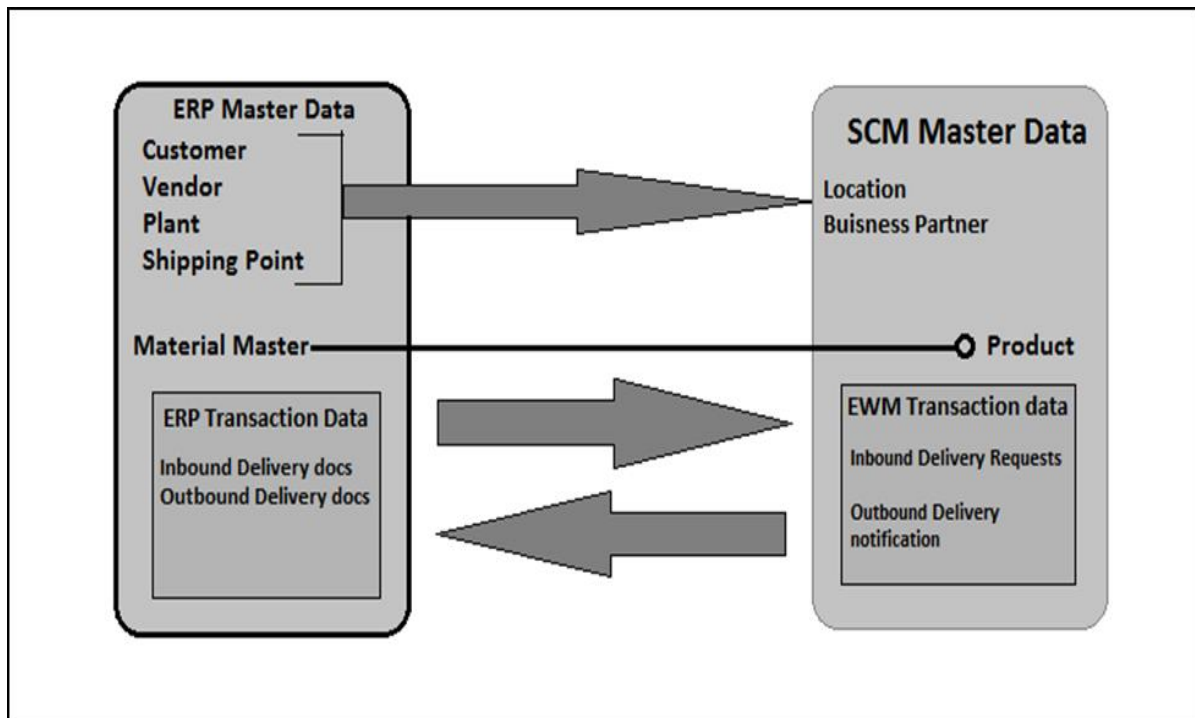 ERP Master Data
Customer
Vendor
Plant
Shipping Point
Material Master
ERP Transaction Data
Inbound Delivery docs
Outbound Delivery docs
SCM Master Data
Location
Buisness Partner
Product
EWM Transaction data
Inbound Delivery Requests
Outbound Delivery
notification